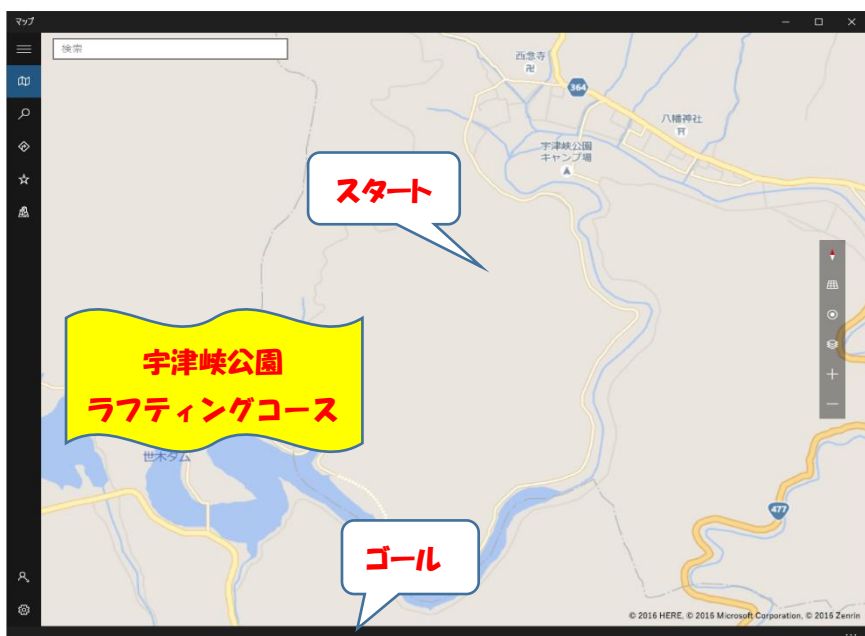 マップ
検索
西念寺
364
八幡神社
宇津峡公園
キャンプ場
スタート
宇津峡公園
ラフティングコース
世木ダム
477
ゴール
© 2016 HERE, © 2016 Microsoft Corporation, © 2016 Zenrin